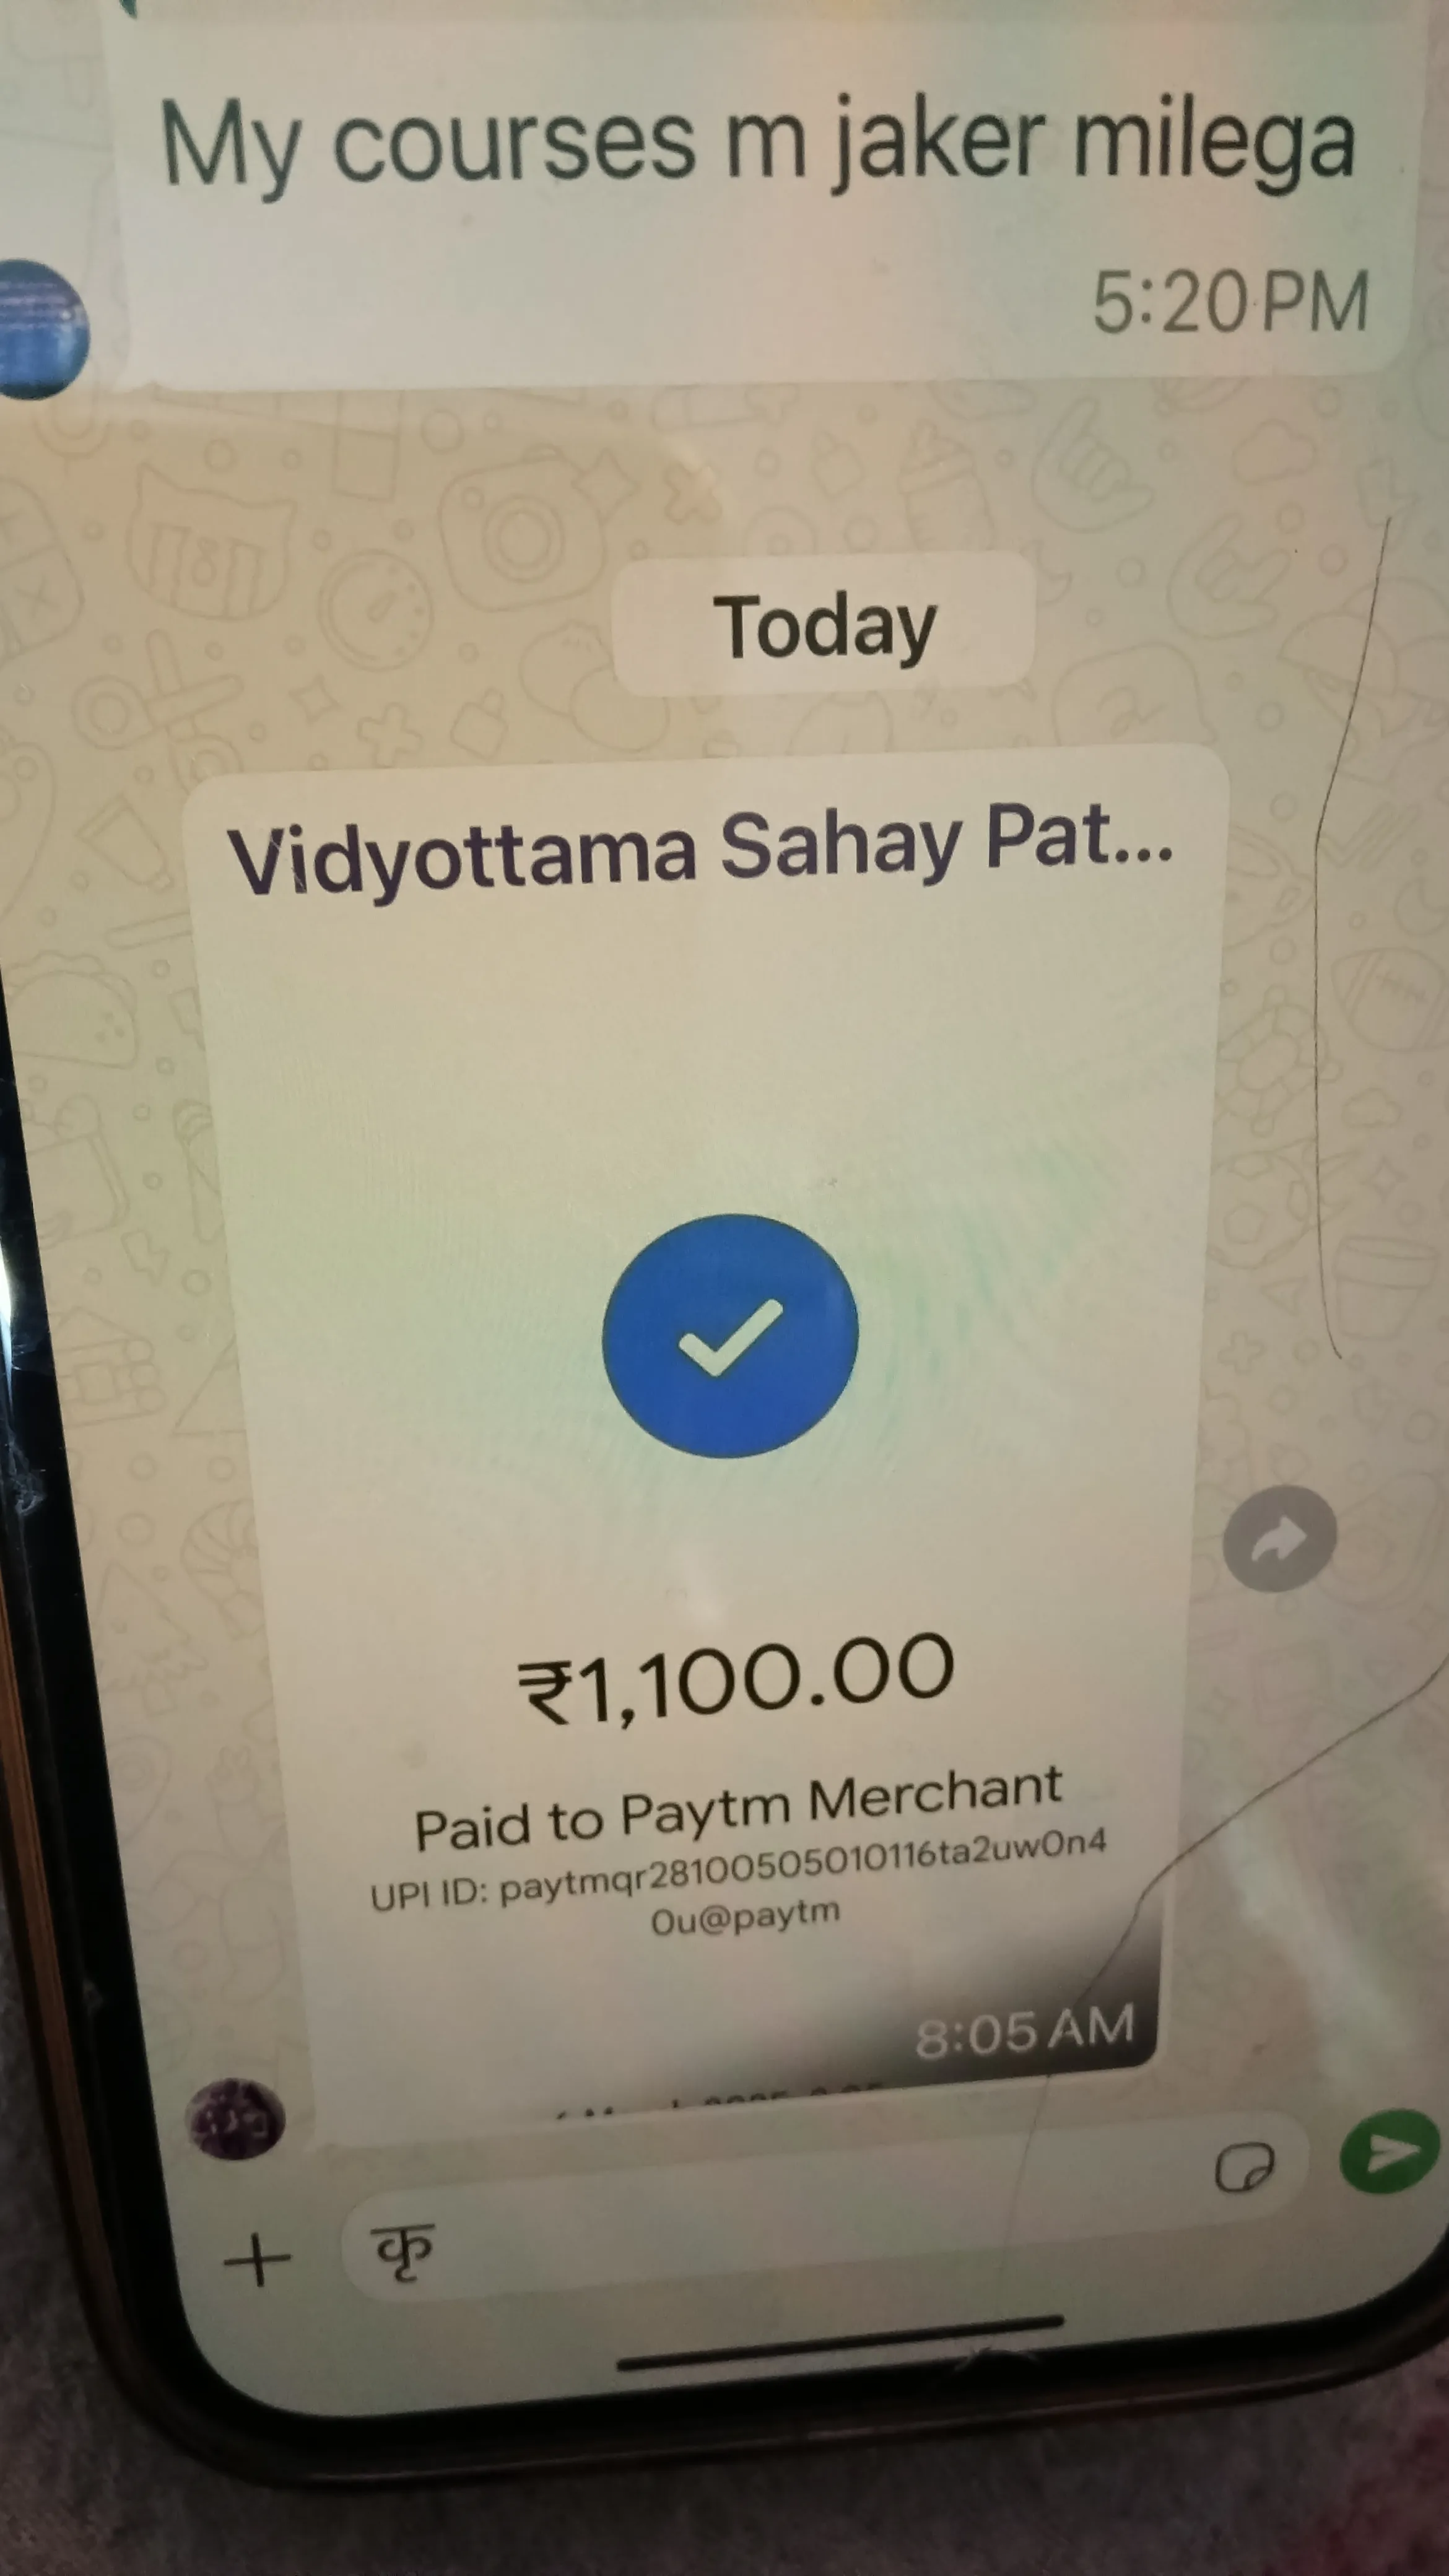 My courses m jaker milega
5:20 PM
Today
Vidyottama Sahay Pat...
₹1,100.00
Paid to Paytm Merchant
UPI ID: paytmqr28100505010116ta2uw0n4
0u@paytm
8:05 AM
कृ